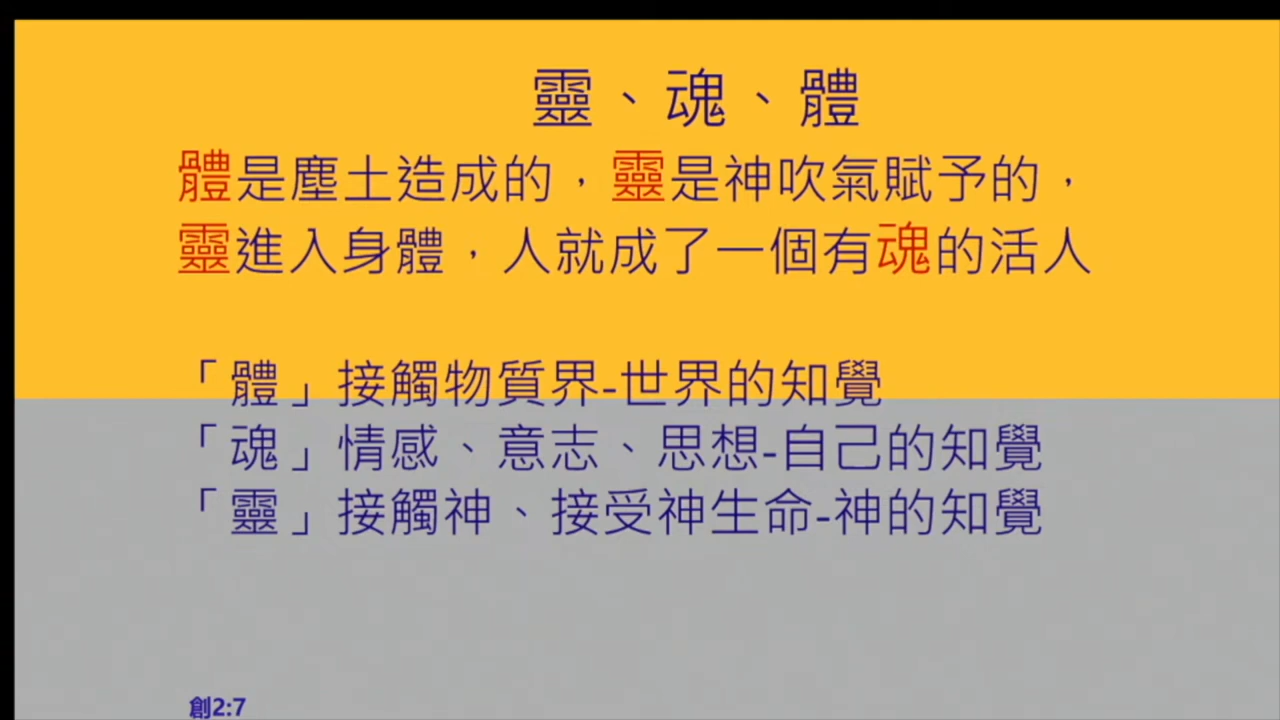 靈、魂、體
體是塵土造成的，靈是神吹氣賦予的，
靈進入身體，人就成了一個有魂的活人
「體」接觸物質界-世界的知覺
「魂」情感、意志、思想-自己的知覺
「靈」接觸神、接受神生命-神的知覺
創2:7